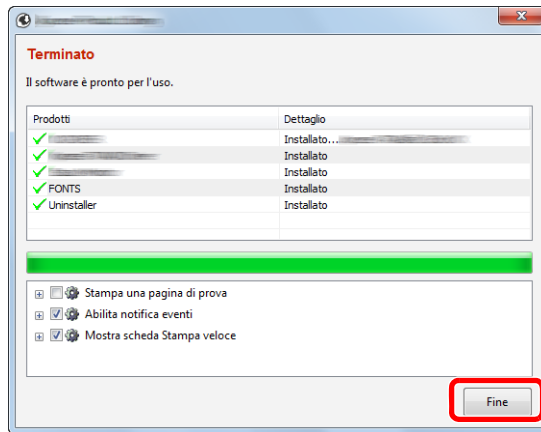 Terminato
Il software è pronto per l'uso.
Prodotti Dettaglio
Installato...
Installato
Installato
FONTS Installato
Uninstaller Installato
Stampa una pagina di prova
Abilita notifica eventi
Mostra scheda Stampa veloce
Fine